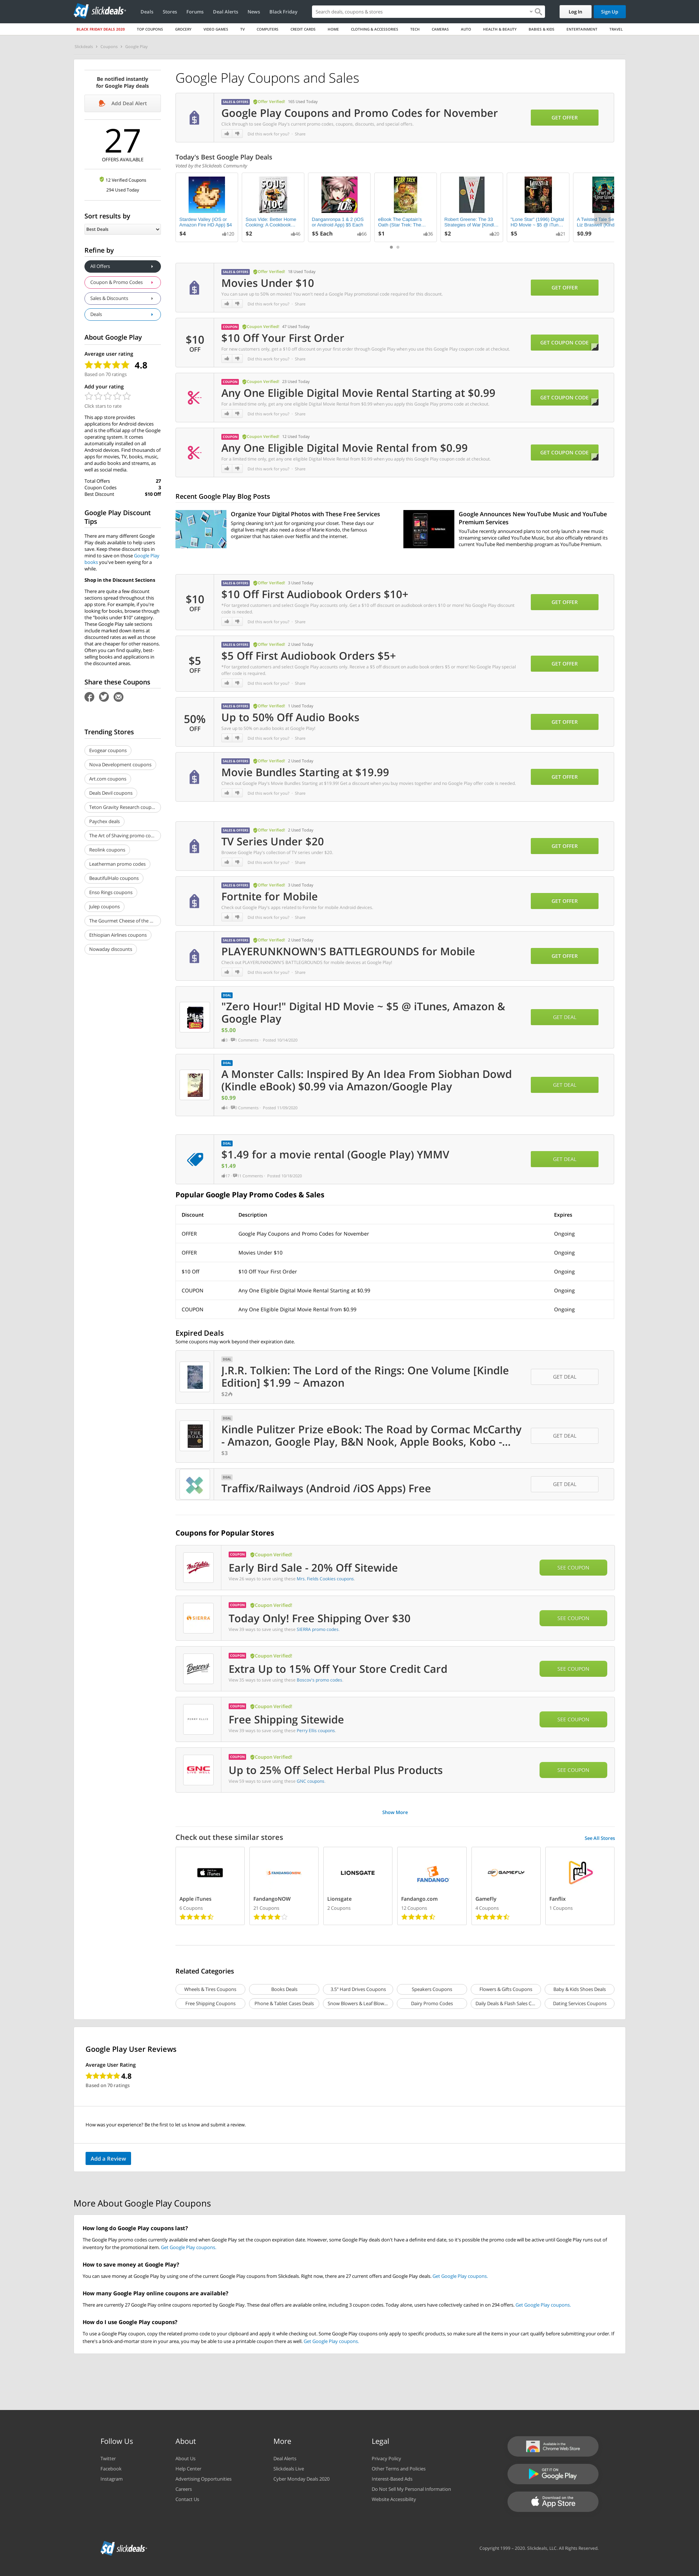 slickdeals
Deals
Stores
Forums
Deal Alerts
News
Black Friday
Search deals, coupons & stores
Log In
Sign Up
BLACK FRIDAY DEALS 2020
TOP COUPONS
GROCERY
VIDEO GAMES
TV
COMPUTERS
CREDIT CARDS
HOME
CLOTHING & ACCESSORIES
TECH
CAMERAS
AUTO
HEALTH & BEAUTY
BABIES & KIDS
ENTERTAINMENT
TRAVEL
Slickdeals > Coupons > Google Play
Be notified instantly
for Google Play deals
Add Deal Alert
27
OFFERS AVAILABLE
12 Verified Coupons
294 Used Today
Sort results by
Best Deals
Refine by
All Offers
Coupon & Promo Codes
Sales & Discounts
Deals
About Google Play
Average user rating
4.8
Based on 70 ratings
Add your rating
Click stars to rate
This app store provides
applications for Android devices
and is the official app of the Google
operating system. It comes
automatically installed in all
Android devices. Find thousands of
apps for movies, TV, books, music,
and audio books and streams, as
well as social media.
Total Offers 27
Coupon Codes 3
Best Discount $10 Off
Google Play Discount
Tips
There are many different Google
Play deals available to help users
save. Keep these discount tips in
mind to save on those Google Play
books you've been eyeing for a
while.
Shop in the Discount Sections
There are quite a few discount
sections spread throughout this
app store. For example, if you're
looking for books, browse through
the "books under $10" category.
These Google Play sale sections
include marked down items at
discounted rates as well as those
that are cheaper for other reasons.
Often you can find quality, best-
selling books and applications in
the discounted areas.
Share these Coupons
Trending Stores
Evogear coupons
Nova Development coupons
Art.com coupons
Deals Devil coupons
Teton Gravity Research coup...
Paychex deals
The Art of Shaving promo co...
Reolink coupons
Leatherman promo codes
BeautifulHalo coupons
Enso Rings coupons
Julep coupons
The Gourmet Cheese of the ...
Ethiopian Airlines coupons
Nowaday discounts
Google Play Coupons and Sales
SALES & OFFERS Offer Verified! 160 Used Today
Google Play Coupons and Promo Codes for November
Click through to see Google Play's current promo codes, coupons, discounts, and special offers.
Did this work for you? · Share
GET OFFER
Today's Best Google Play Deals
Voted by the Slickdeals Community
Stardew Valley (iOS or
Amazon Fire HD App) $4
$4
120
SOUS VIDE
Sous Vide: Better Home
Cooking: A Cookbook...
$2
46
Danganronpa 1 & 2 (iOS
or Android App) $5 Each
$5 Each
66
STAR TREK
eBook The Captain's
Oath (Star Trek: The...
$1
36
WAR
Robert Greene: The 33
Strategies of War [Kindl...
$2
20
"Lone Star" (1996) Digital
HD Movie ~ $5 @ iTun...
$5
21
A Twisted Tale Se
Liz Braswell (Kind
$0.99
SALES & OFFERS Offer Verified! 18 Used Today
Movies Under $10
You can save up to 50% on movies! You won't need a Google Play promotional code required for this discount.
Did this work for you? · Share
GET OFFER
$10
OFF
COUPON Coupon Verified! 47 Used Today
$10 Off Your First Order
For new customers only, get a $10 off discount on your first order through Google Play when you use this Google Play coupon code at checkout.
Did this work for you? · Share
GET COUPON CODE
COUPON Coupon Verified! 23 Used Today
Any One Eligible Digital Movie Rental Starting at $0.99
For a limited time only, get any one eligible Digital Movie Rental from $0.99 when you apply this Google Play promo code at checkout.
Did this work for you? · Share
GET COUPON CODE
COUPON Coupon Verified! 12 Used Today
Any One Eligible Digital Movie Rental from $0.99
For a limited time only, get any one eligible Digital Movie Rental from $0.99 when you apply this Google Play coupon code at checkout.
Did this work for you? · Share
GET COUPON CODE
Recent Google Play Blog Posts
Organize Your Digital Photos with These Free Services
Spring cleaning isn't just for organizing your closet. These days our
digital lives might also need a dose of Marie Kondo, the famous
organizer that has taken over Netflix and the internet.
Google Announces New YouTube Music and YouTube
Premium Services
YouTube announced plans to not only launch a new music
streaming service called YouTube Music, but also officially rebrand its
current YouTube Red membership program as YouTube Premium.
$10
OFF
SALES & OFFERS Offer Verified! 3 Used Today
$10 Off First Audiobook Orders $10+
*For targeted customers and select Google Play accounts only. Get a $10 off discount on audiobook orders $10 or more! No Google Play discount
code is needed.
Did this work for you? · Share
GET OFFER
$5
OFF
SALES & OFFERS Offer Verified! 2 Used Today
$5 Off First Audiobook Orders $5+
*For targeted customers and select Google Play accounts only. Receive a $5 off discount on audio book orders $5 or more! No Google Play special
offer code is required.
Did this work for you? · Share
GET OFFER
50%
OFF
SALES & OFFERS Offer Verified! 1 Used Today
Up to 50% Off Audio Books
Save up to 50% on audio books at Google Play!
Did this work for you? · Share
GET OFFER
SALES & OFFERS Offer Verified! 2 Used Today
Movie Bundles Starting at $19.99
Check out Google Play's Movie Bundles Starting at $19.99! Get a discount when you buy movies together and no Google Play offer code is needed.
Did this work for you? · Share
GET OFFER
SALES & OFFERS Offer Verified! 2 Used Today
TV Series Under $20
Browse Google Play's collection of TV series under $20.
Did this work for you? · Share
GET OFFER
SALES & OFFERS Offer Verified! 3 Used Today
Fortnite for Mobile
Check out Google Play's apps related to Fortnite for mobile Android devices.
Did this work for you? · Share
GET OFFER
SALES & OFFERS Offer Verified! 2 Used Today
PLAYERUNKNOWN'S BATTLEGROUNDS for Mobile
Check out PLAYERUNKNOWN'S BATTLEGROUNDS for mobile devices at Google Play!
Did this work for you? · Share
GET OFFER
DEAL
"Zero Hour!" Digital HD Movie ~ $5 @ iTunes, Amazon &
Google Play
$5.00
Comments · Posted 10/14/2020
GET DEAL
DEAL
A Monster Calls: Inspired By An Idea From Siobhan Dowd
(Kindle eBook) $0.99 via Amazon/Google Play
$0.99
Comments · Posted 11/08/2020
GET DEAL
DEAL
$1.49 for a movie rental (Google Play) YMMV
$1.49
17 11 Comments · Posted 10/16/2020
GET DEAL
Popular Google Play Promo Codes & Sales
Discount Description Expires
OFFER Google Play Coupons and Promo Codes for November Ongoing
OFFER Movies Under $10 Ongoing
$10 Off $10 Off Your First Order Ongoing
COUPON Any One Eligible Digital Movie Rental Starting at $0.99 Ongoing
COUPON Any One Eligible Digital Movie Rental from $0.99 Ongoing
Expired Deals
Some coupons may work beyond their expiration date.
DEAL
J.R.R. Tolkien: The Lord of the Rings: One Volume [Kindle
Edition] $1.99 ~ Amazon
GET DEAL
DEAL
Kindle Pulitzer Prize eBook: The Road by Cormac McCarthy
- Amazon, Google Play, B&N Nook, Apple Books, Kobo -...
$3
GET DEAL
DEAL
Traffix/Railways (Android /iOS Apps) Free
GET DEAL
Coupons for Popular Stores
Mrs. Fields
COUPON Coupon Verified!
Early Bird Sale - 20% Off Sitewide
View 39 ways to save using these Mrs. Fields Cookies coupons.
SEE COUPON
SIERRA
COUPON Coupon Verified!
Today Only! Free Shipping Over $30
View 39 ways to save using these SIERRA promo codes.
SEE COUPON
Boscov's
COUPON Coupon Verified!
Extra Up to 15% Off Your Store Credit Card
View 35 ways to save using these Boscov's promo codes.
SEE COUPON
PERRY ELLIS
COUPON Coupon Verified!
Free Shipping Sitewide
View 39 ways to save using these Perry Ellis coupons.
SEE COUPON
GNC
COUPON Coupon Verified!
Up to 25% Off Select Herbal Plus Products
View 59 ways to save using these GNC coupons.
SEE COUPON
Show More
Check out these similar stores
See All Stores
iTunes
Apple iTunes
6 Coupons
FANDANGONOW
FandangoNOW
21 Coupons
LIONSGATE
Lionsgate
2 Coupons
FANDANGO
Fandango.com
12 Coupons
GAMEFLY
GameFly
4 Coupons
Fanflix
1 Coupons
Related Categories
Wheels & Tires Coupons
Books Deals
3.5" Hard Drives Coupons
Speakers Coupons
Flowers & Gifts Coupons
Baby & Kids Shoes Deals
Free Shipping Coupons
Phone & Tablet Cases Deals
Snow Blowers & Leaf Blow...
Dairy Promo Codes
Daily Deals & Flash Sales C...
Dating Services Coupons
Google Play User Reviews
Average User Rating
4.8
Based on 70 ratings
How was your experience? Be the first to let us know and submit a review.
Add a Review
More About Google Play Coupons
How long do Google Play coupons last?
The Google Play promo codes currently available end when Google Play set the coupon expiration date. However, some Google Play deals don't have a definite end date, so it's possible the promo code will be active until Google Play runs out of
inventory for the promotional item. Get Google Play coupons.
How to save money at Google Play?
You can save money at Google Play by using one of the current Google Play coupons from Slickdeals. Right now, there are 27 current offers and Google Play deals. Get Google Play coupons.
How many Google Play online coupons are available?
There are currently 27 Google Play online coupons reported by Google Play. These deal offers are available online, including 3 coupon codes. Today alone, users have collectively cashed in on 294 offers. Get Google Play coupons.
How do I use Google Play coupons?
To use a Google Play coupon, copy the related promo code to your clipboard and apply it while checking out. Some Google Play coupons only apply to specific products, so make sure all the items in your cart qualify before submitting your order. If
there's a brick-and-mortar store in your area, you may be able to use a printable coupon there as well. Get Google Play coupons.
Follow Us
Twitter
Facebook
Instagram
About
About Us
Help Center
Advertising Opportunities
Careers
Contact Us
More
Deal Alerts
Slickdeals Live
Cyber Monday Deals 2020
Legal
Privacy Policy
Other Terms and Policies
Interest-Based Ads
Do Not Sell My Personal Information
Website Accessibility
Available in the
Chrome Web Store
GET IT ON
Google Play
Download on the
App Store
slickdeals
Copyright 1999 – 2020. Slickdeals, LLC. All Rights Reserved.